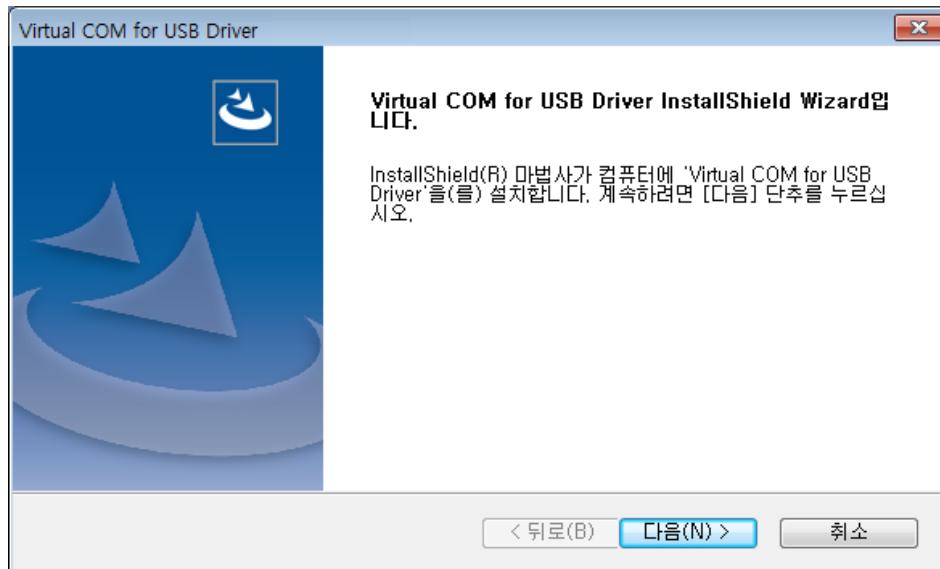 Virtual COM for USB Driver
Virtual COM for USB Driver InstallShield Wizard입
니다.
InstallShield(R) 마법사가 컴퓨터에 'Virtual COM for USB
Driver'을(를) 설치합니다. 계속하려면 [다음] 단추를 누르십
시오.
< 뒤로(B) 다음(N) > 취소